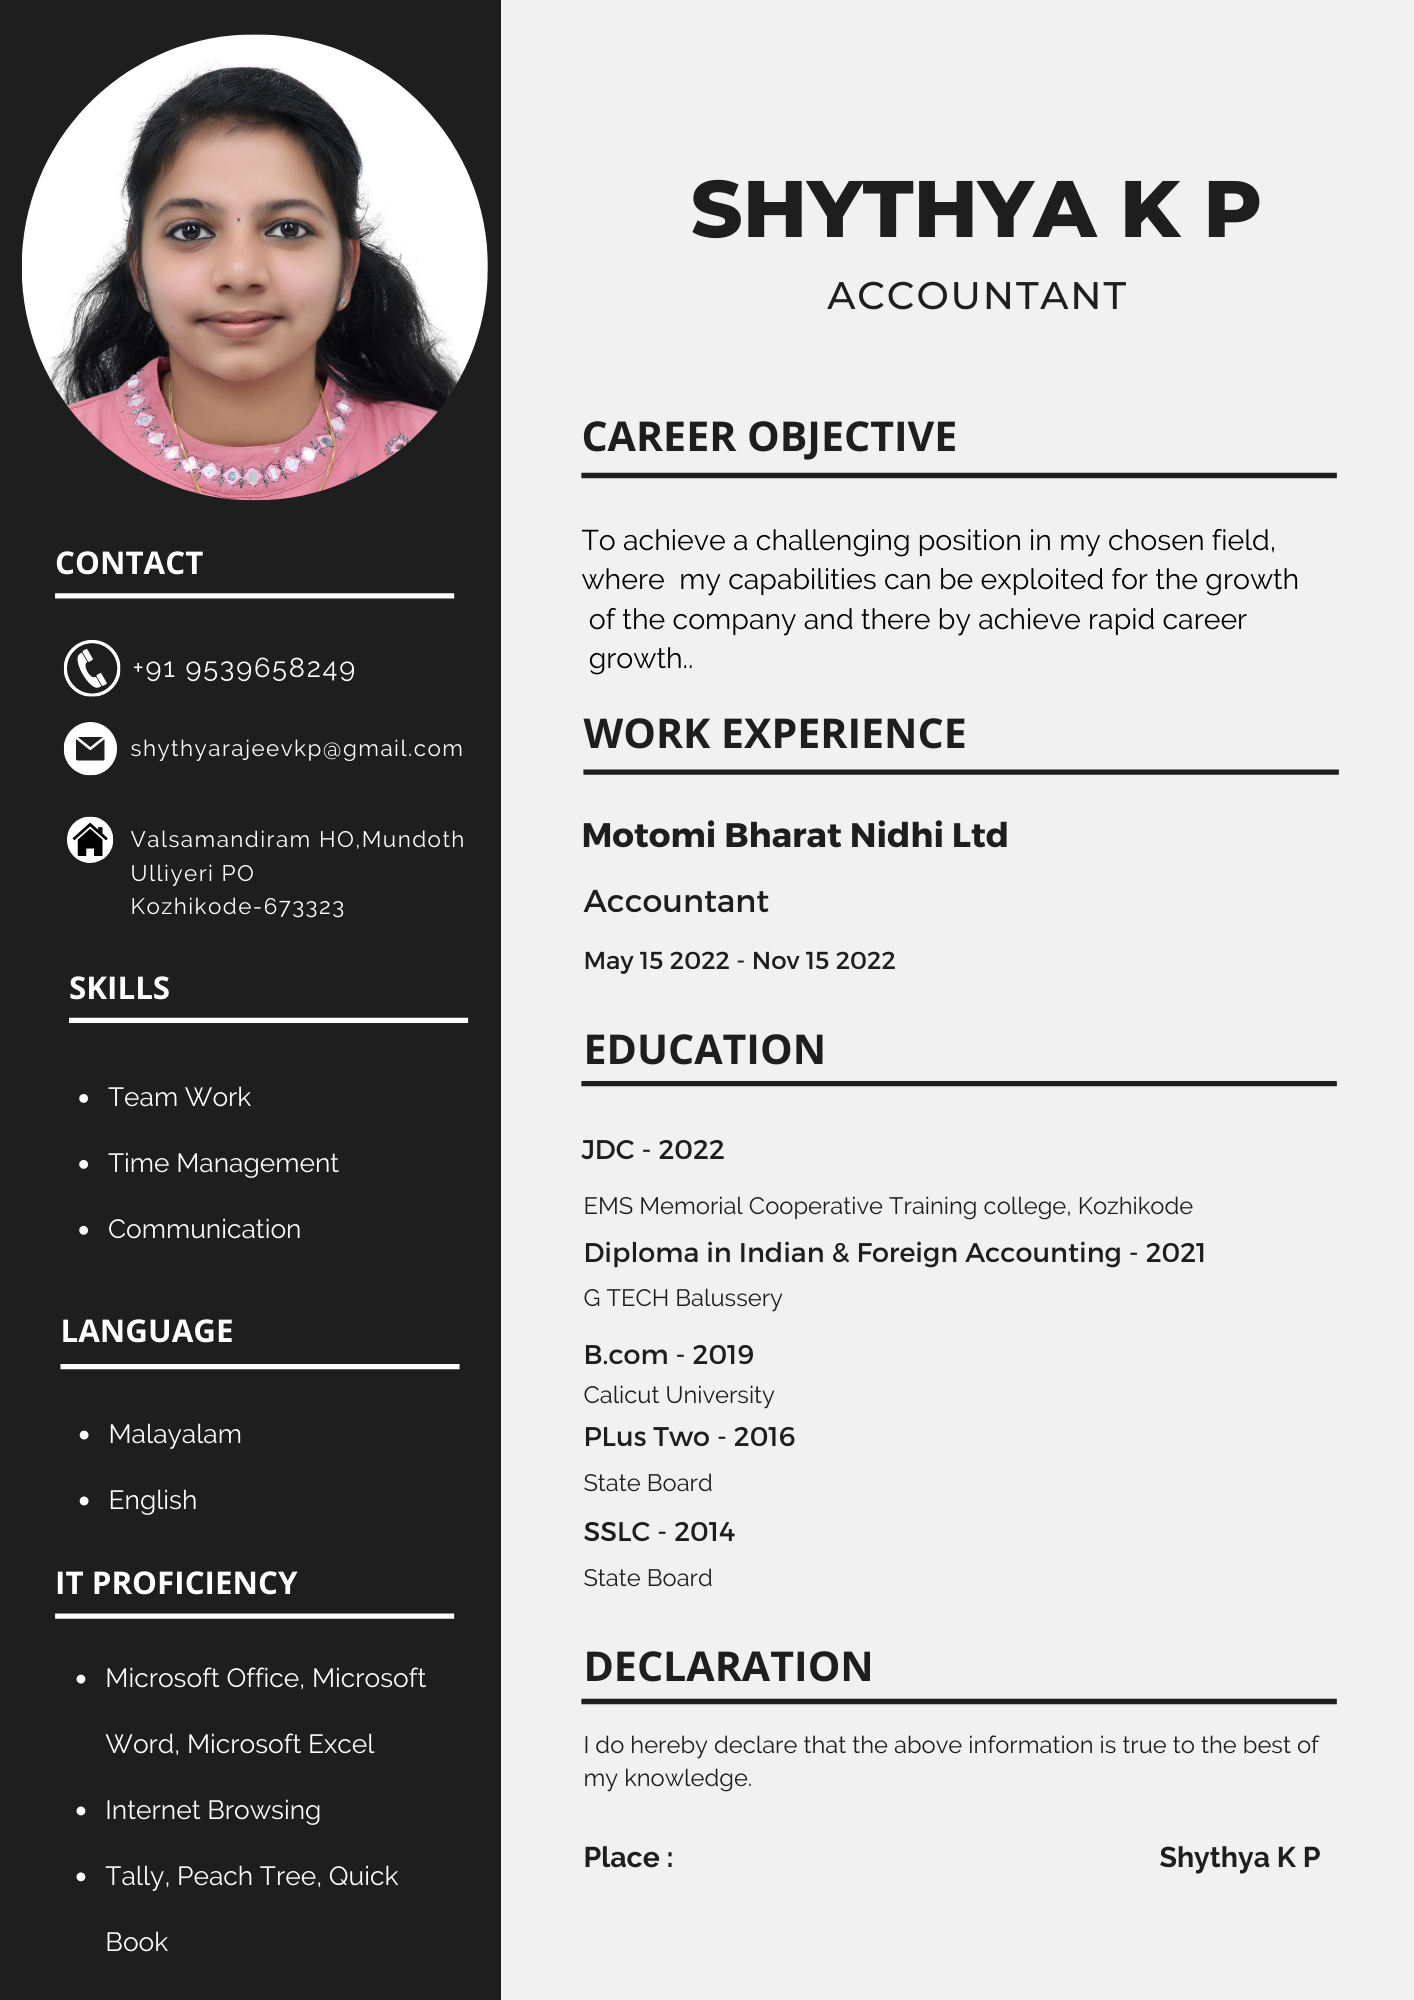 SHYTHYA K P
ACCOUNTANT
CONTACT
+91 9539658249
shythyarajeevkp@gmail.com
Valsamandiram HO,Mundoth
Ulliyeri PO
Kozhikode-673323
SKILLS
• Team Work
• Time Management
• Communication
LANGUAGE
• Malayalam
• English
IT PROFICIENCY
• Microsoft Office, Microsoft
Word, Microsoft Excel
• Internet Browsing
• Tally, Peach Tree, Quick
Book
CAREER OBJECTIVE
To achieve a challenging position in my chosen field,
where  my capabilities can be exploited for the growth
of the company and there by achieve rapid career
growth..
WORK EXPERIENCE
Motomi Bharat Nidhi Ltd
Accountant
May 15 2022 - Nov 15 2022
EDUCATION
JDC - 2022
EMS Memorial Cooperative Training college, Kozhikode
Diploma in Indian & Foreign Accounting - 2021
G TECH Balussery
B.com - 2019
Calicut University
PLus Two - 2016
State Board
SSLC - 2014
State Board
DECLARATION
I do hereby declare that the above information is true to the best of
my knowledge.
Place : Shythya K P